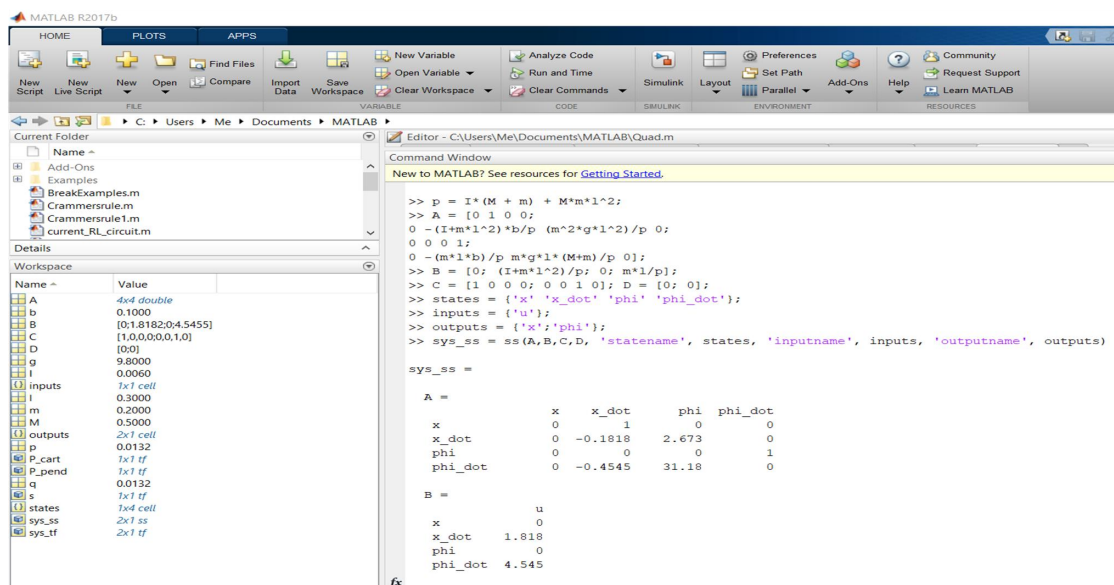 MATLAB R2017b
HOME PLOTS APPS
New Script
New Live Script
New
Open
Find Files
Compare
Import Data
Save Workspace
New Variable
Open Variable
Clear Workspace
Analyze Code
Run and Time
Clear Commands
Simulink
Layout
Preferences
Set Path
Parallel
Add-Ons
Help
Community
Request Support
Learn MATLAB
FILE VARIABLE CODE SIMULINK ENVIRONMENT RESOURCES
C: Users Me Documents MATLAB
Current Folder
Name
Add-Ons
Examples
BreakExamples.m
Crammersrule.m
Crammersrule1.m
current_RL_circuit.m
Details
Workspace
Name Value
A 4x4 double
b 0.1000
B [0;1.8182;0;4.5455]
C [1,0,0,0;0,0,1,0]
D [0;0]
g 9.8000
I 0.0060
inputs 1x1 cell
l 0.3000
m 0.2000
M 0.5000
outputs 2x1 cell
p 0.0132
P_cart 1x1 tf
P_pend 1x1 tf
q 0.0132
s 1x1 tf
states 1x4 cell
sys_ss 2x1 ss
sys_tf 2x1 tf
Editor - C:\Users\Me\Documents\MATLAB\Quad.m
Command Window
New to MATLAB? See resources for Getting Started.
>> p = I*(M + m) + M*m*l^2;
>> A = [0 1 0 0;
0 -(I+m*l^2)*b/p (m^2*g*l^2)/p 0;
0 0 0 1;
0 -(m*l*b)/p m*g*l*(M+m)/p 0];
>> B = [0; (I+m*l^2)/p; 0; m*l/p];
>> C = [1 0 0 0; 0 0 1 0]; D = [0; 0];
>> states = {'x' 'x_dot' 'phi' 'phi_dot'};
>> inputs = {'u'};
>> outputs = {'x';'phi'};
>> sys_ss = ss(A,B,C,D, 'statename', states, 'inputname', inputs, 'outputname', outputs)
sys_ss =
A =
x x_dot phi phi_dot
x 0 1 0 0
x_dot 0 -0.1818 2.673 0
phi 0 0 0 1
phi_dot 0 -0.4545 31.18 0
B =
u
x 0
x_dot 1.818
phi 0
phi_dot 4.545
fx